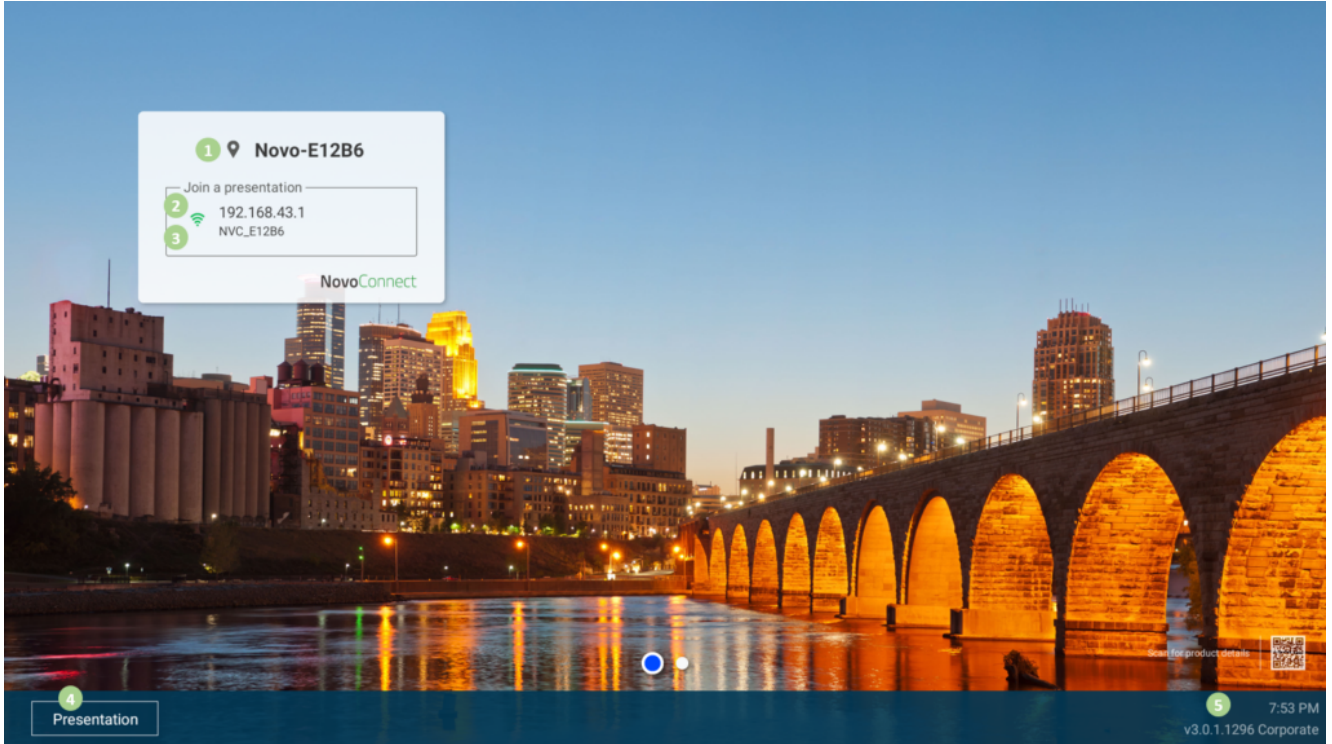 1 Novo-E12B6
Join a presentation
2 192.168.43.1
3 NVC_E12B6
NovoConnect
Scan for product details
4
Presentation
5 7:53 PM
v3.0.1.1296 Corporate